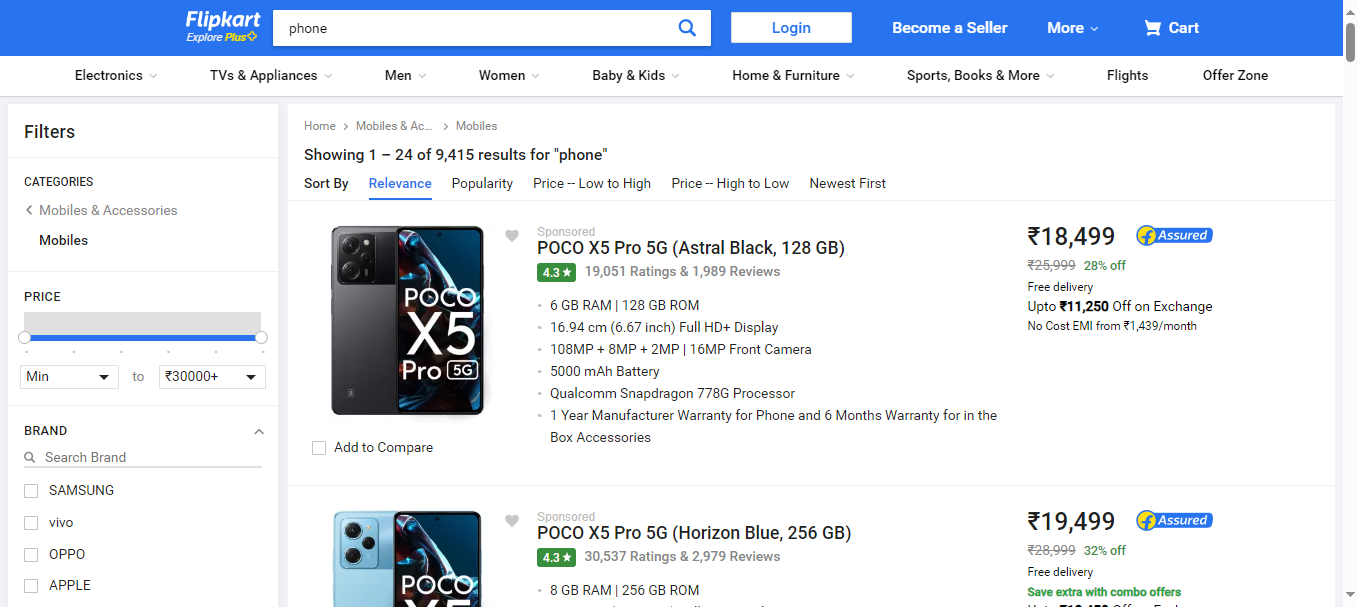 Flipkart
Explore Plus
phone
Login
Become a Seller
More
Cart
Electronics
TVs & Appliances
Men
Women
Baby & Kids
Home & Furniture
Sports, Books & More
Flights
Offer Zone
Filters
CATEGORIES
Mobiles & Accessories
Mobiles
PRICE
Min
to
₹30000+
BRAND
Search Brand
SAMSUNG
vivo
OPPO
APPLE
Home
Mobiles & Ac...
Mobiles
Showing 1 – 24 of 9,415 results for "phone"
Sort By
Relevance
Popularity
Price -- Low to High
Price -- High to Low
Newest First
POCO
X5
Pro 5G
Add to Compare
Sponsored
POCO X5 Pro 5G (Astral Black, 128 GB)
4.3★ 19,051 Ratings & 1,989 Reviews
6 GB RAM | 128 GB ROM
16.94 cm (6.67 inch) Full HD+ Display
108MP + 8MP + 2MP | 16MP Front Camera
5000 mAh Battery
Qualcomm Snapdragon 778G Processor
1 Year Manufacturer Warranty for Phone and 6 Months Warranty for in the
Box Accessories
₹18,499
Assured
₹25,999 28% off
Free delivery
Upto ₹11,250 Off on Exchange
No Cost EMI from ₹1,439/month
POCO
Sponsored
POCO X5 Pro 5G (Horizon Blue, 256 GB)
4.3★ 30,537 Ratings & 2,979 Reviews
8 GB RAM | 256 GB ROM
₹19,499
Assured
₹28,999 32% off
Free delivery
Save extra with combo offers